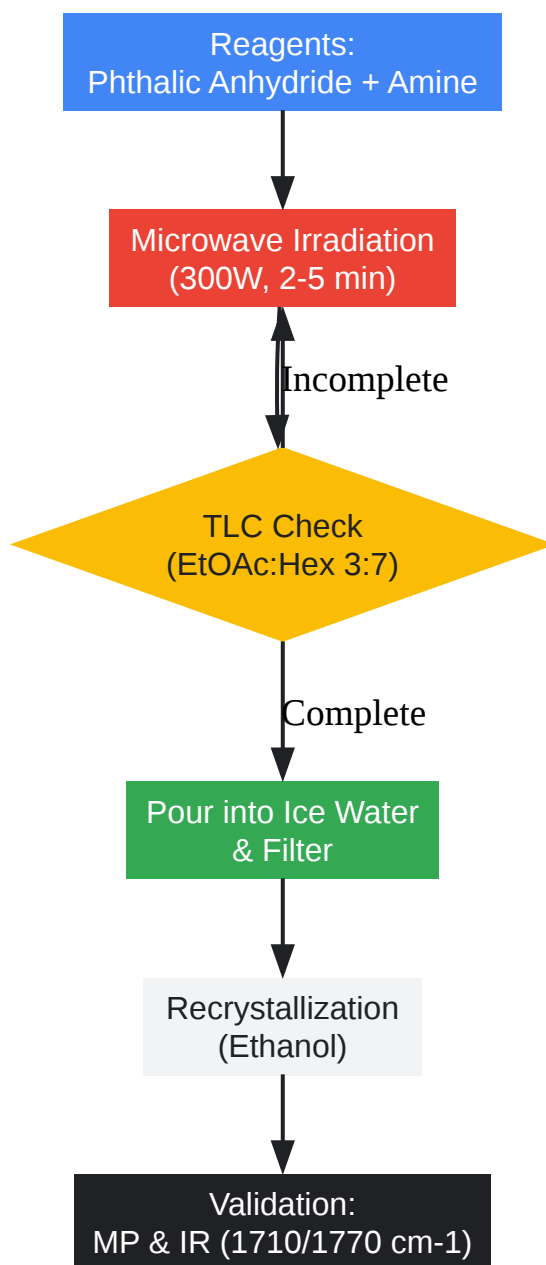 Reagents:
Phthalic Anhydride + Amine
Microwave Irradiation
(300W, 2-5 min)
Incomplete
TLC Check
(EtOAc:Hex 3:7)
Complete
Pour into Ice Water
& Filter
Recrystallization
(Ethanol)
Validation:
MP & IR (1710/1770 cm-1)